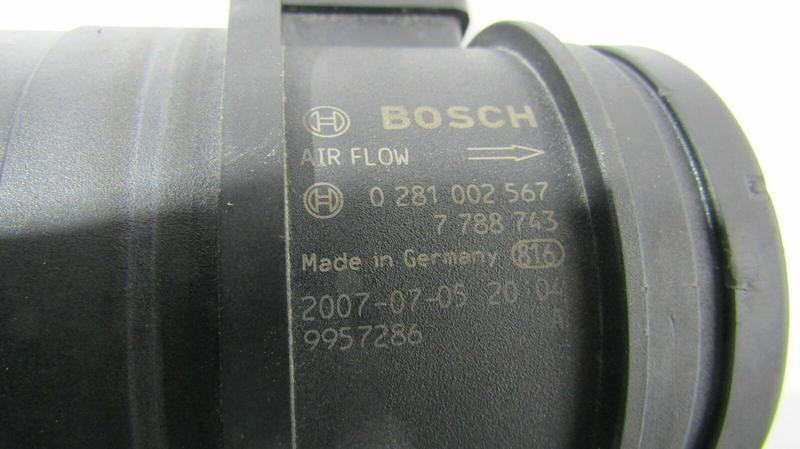 BOSCH
AIR FLOW
0 281 002 567
7 788 743
Made in Germany 816
2007-07-05 20:04
9957286